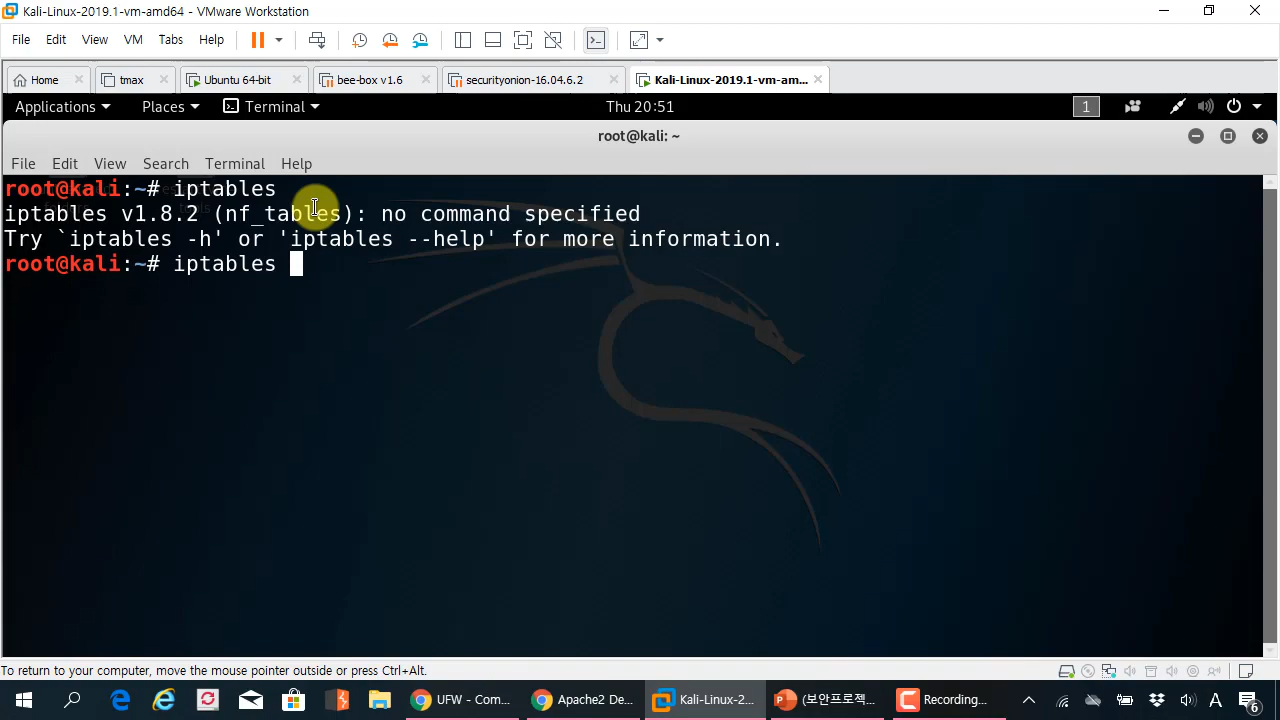 Kali-Linux-2019.1-vm-amd64 - VMware Workstation
File Edit View VM Tabs Help
Home tmax Ubuntu 64-bit bee-box v1.6 securityonion-16.04.6.2 Kali-Linux-2019.1-vm-am...
Applications Places Terminal Thu 20:51 1
root@kali: ~
File Edit View Search Terminal Help
root@kali:~# iptables
iptables v1.8.2 (nf_tables): no command specified
Try `iptables -h' or 'iptables --help' for more information.
root@kali:~# iptables
To return to your computer, move the mouse pointer outside or press Ctrl+Alt.
UFW - Com... Apache2 De... Kali-Linux-2... (보안프로젝... Recording... A 6